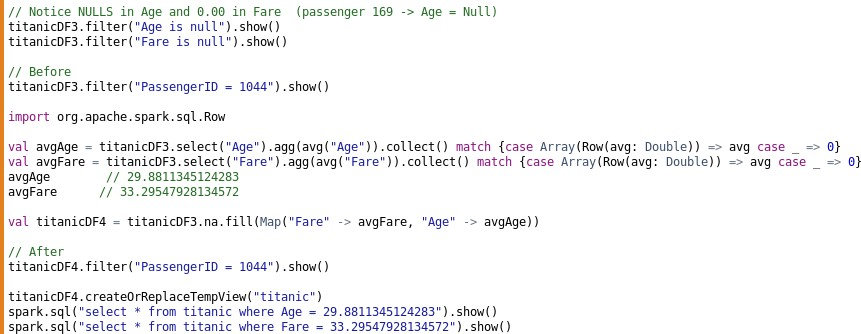 // Notice NULLS in Age and 0.00 in Fare  (passenger 169 -> Age = Null)
titanicDF3.filter("Age is null").show()
titanicDF3.filter("Fare is null").show()
// Before
titanicDF3.filter("PassengerID = 1044").show()
import org.apache.spark.sql.Row
val avgAge = titanicDF3.select("Age").agg(avg("Age")).collect() match {case Array(Row(avg: Double)) => avg case _ => 0}
val avgFare = titanicDF3.select("Fare").agg(avg("Fare")).collect() match {case Array(Row(avg: Double)) => avg case _ => 0}
avgAge        // 29.8811345124283
avgFare      // 33.29547928134572
val titanicDF4 = titanicDF3.na.fill(Map("Fare" -> avgFare, "Age" -> avgAge))
// After
titanicDF4.filter("PassengerID = 1044").show()
titanicDF4.createOrReplaceTempView("titanic")
spark.sql("select * from titanic where Age = 29.8811345124283").show()
spark.sql("select * from titanic where Fare = 33.29547928134572").show()